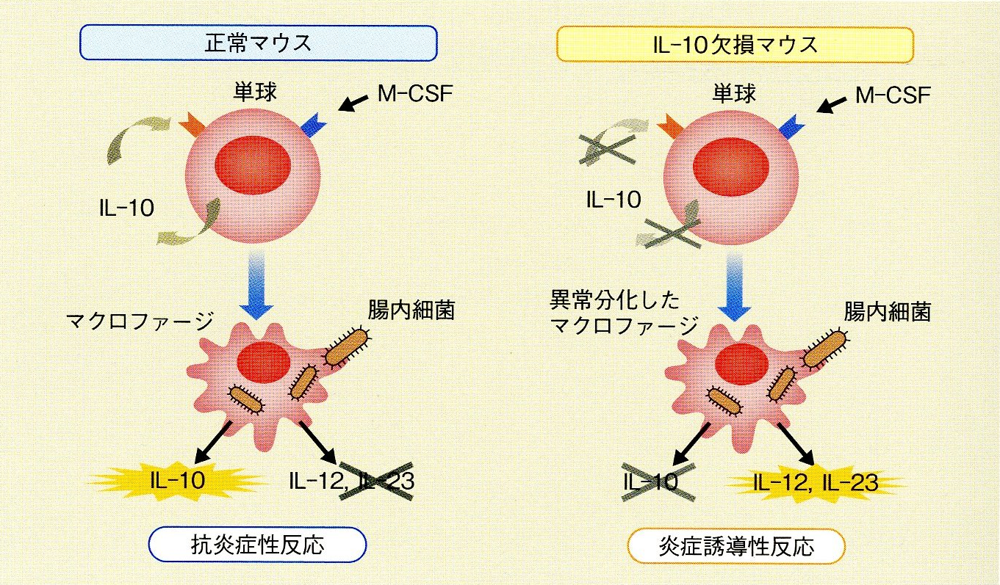 正常マウス
単球
M-CSF
IL-10
マクロファージ
腸内細菌
IL-10
IL-12, IL-23
抗炎症性反応
IL-10欠損マウス
単球
M-CSF
IL-10
異常分化した
マクロファージ
腸内細菌
IL-10
IL-12, IL-23
炎症誘導性反応